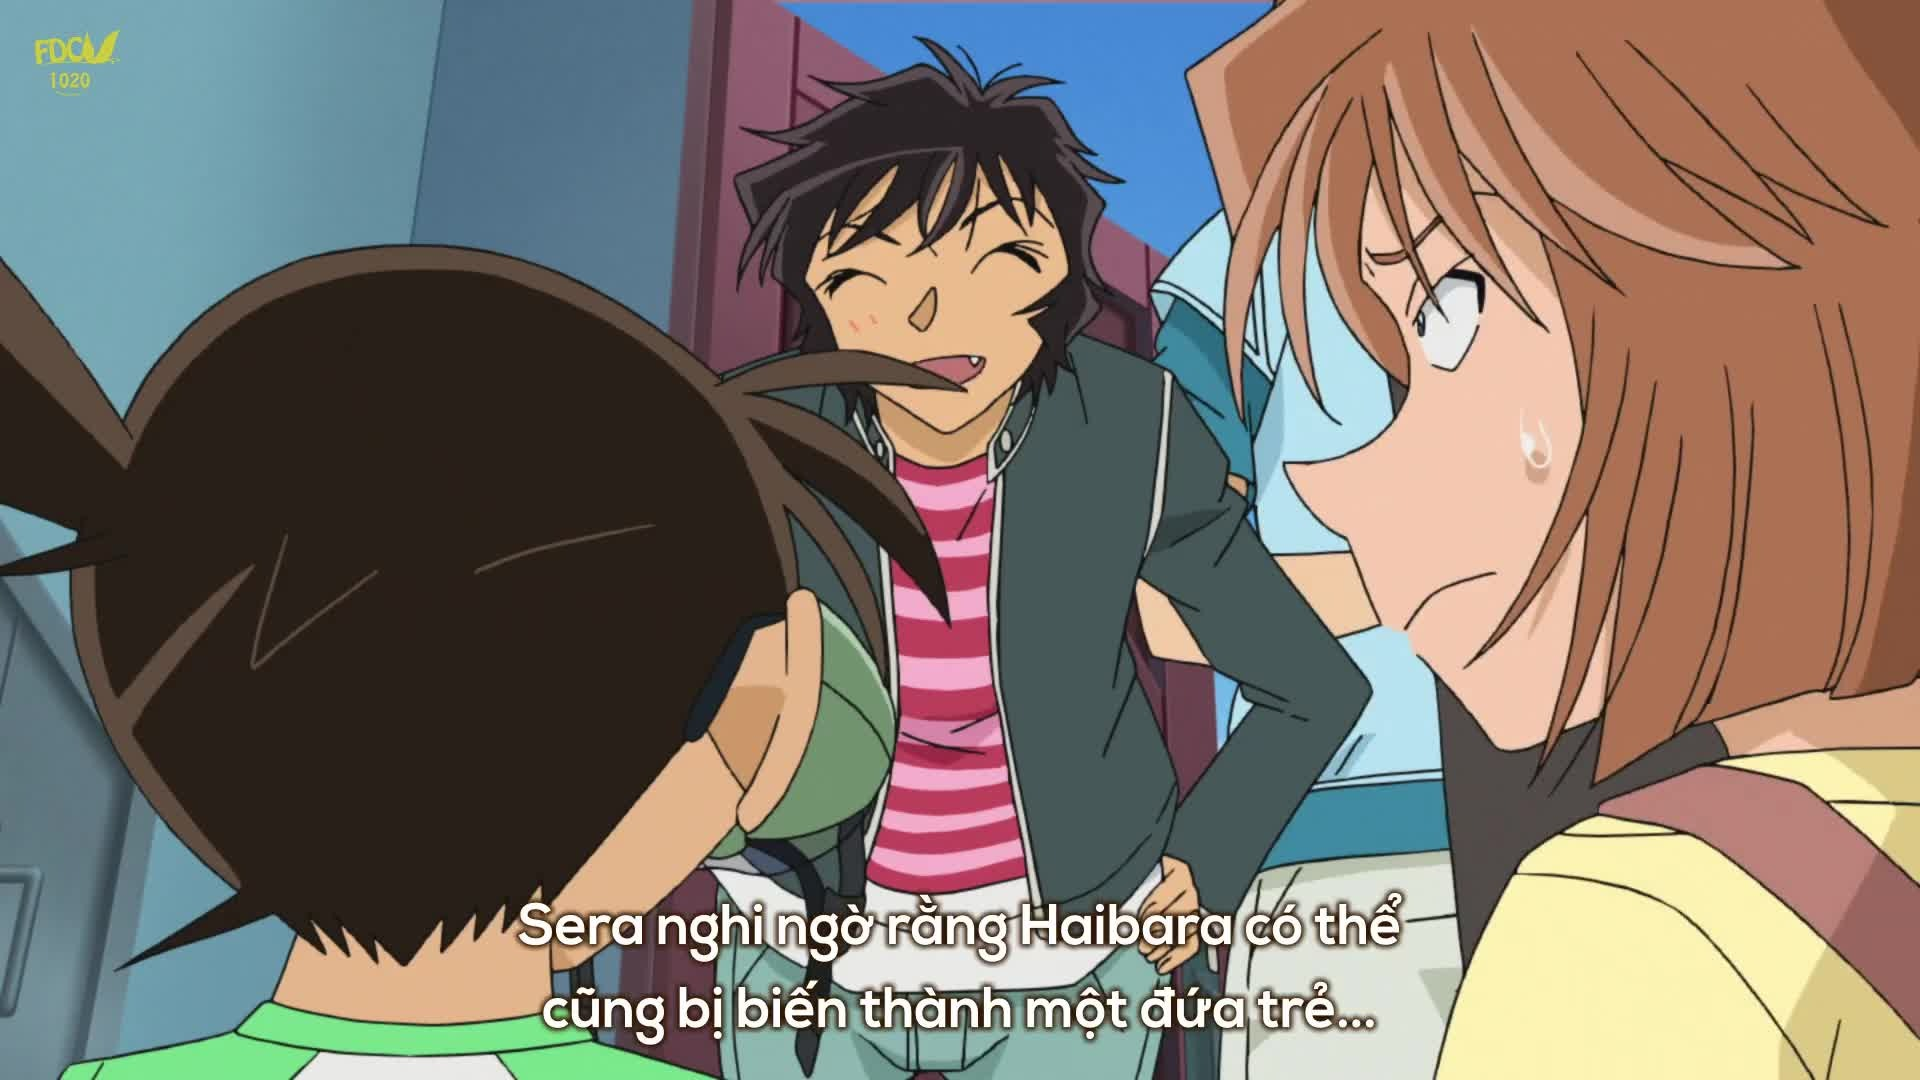 FDC
1020
Sera nghi ngờ rằng Haibara có thể
cũng bị biến thành một đứa trẻ...